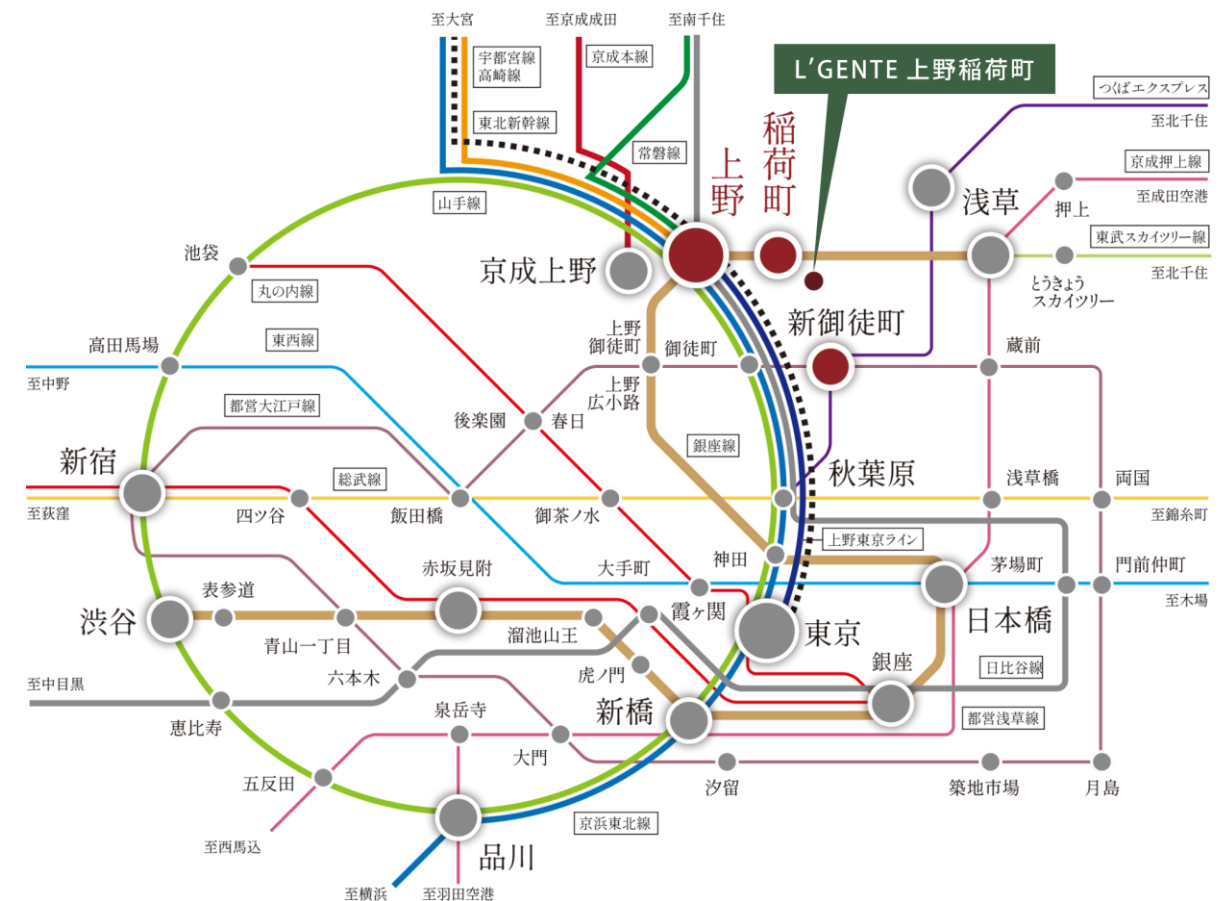 至大宮
至京成成田
至南千住
宇都宮線
高崎線
京成本線
L’GENTE 上野稲荷町
つくばエクスプレス
至北千住
東北新幹線
常磐線
上野
稲荷町
京成押上線
至成田空港
浅草
押上
山手線
東武スカイツリー線
至北千住
池袋
京成上野
とうきょう
スカイツリー
丸の内線
新御徒町
東西線
上野
御徒町
御徒町
高田馬場
蔵前
至中野
上野
広小路
都営大江戸線
後楽園
春日
銀座線
新宿
総武線
秋葉原
浅草橋
両国
至荻窪
四ツ谷
飯田橋
御茶ノ水
至錦糸町
上野東京ライン
神田
赤坂見附
大手町
茅場町
門前仲町
表参道
至木場
渋谷
霞ヶ関
日本橋
青山一丁目
溜池山王
東京
銀座
日比谷線
虎ノ門
六本木
至中目黒
新橋
泉岳寺
都営浅草線
恵比寿
大門
五反田
汐留
築地市場
月島
京浜東北線
至西馬込
品川
至横浜
至羽田空港